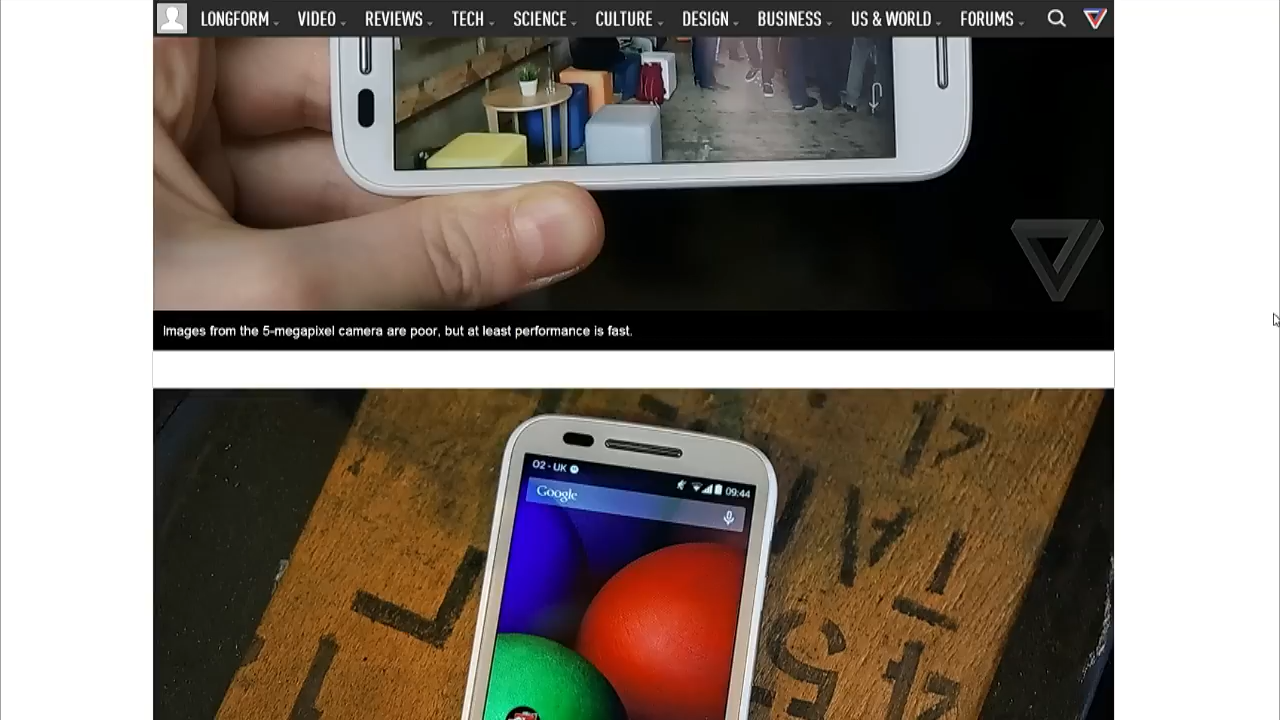 LONGFORM VIDEO REVIEWS TECH SCIENCE CULTURE DESIGN BUSINESS US & WORLD FORUMS
Images from the 5-megapixel camera are poor, but at least performance is fast.
O2 - UK 09:44
Google